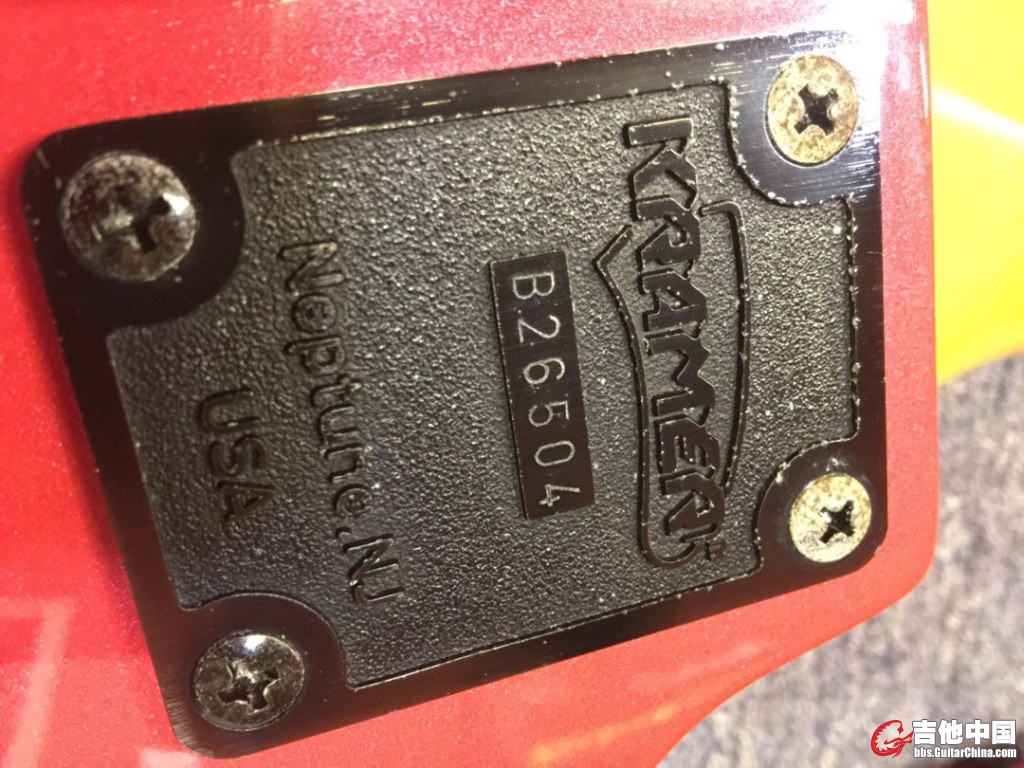 KRAMER
B26504
Neptune,NJ
USA
吉他中国
bbs.GuitarChina.com